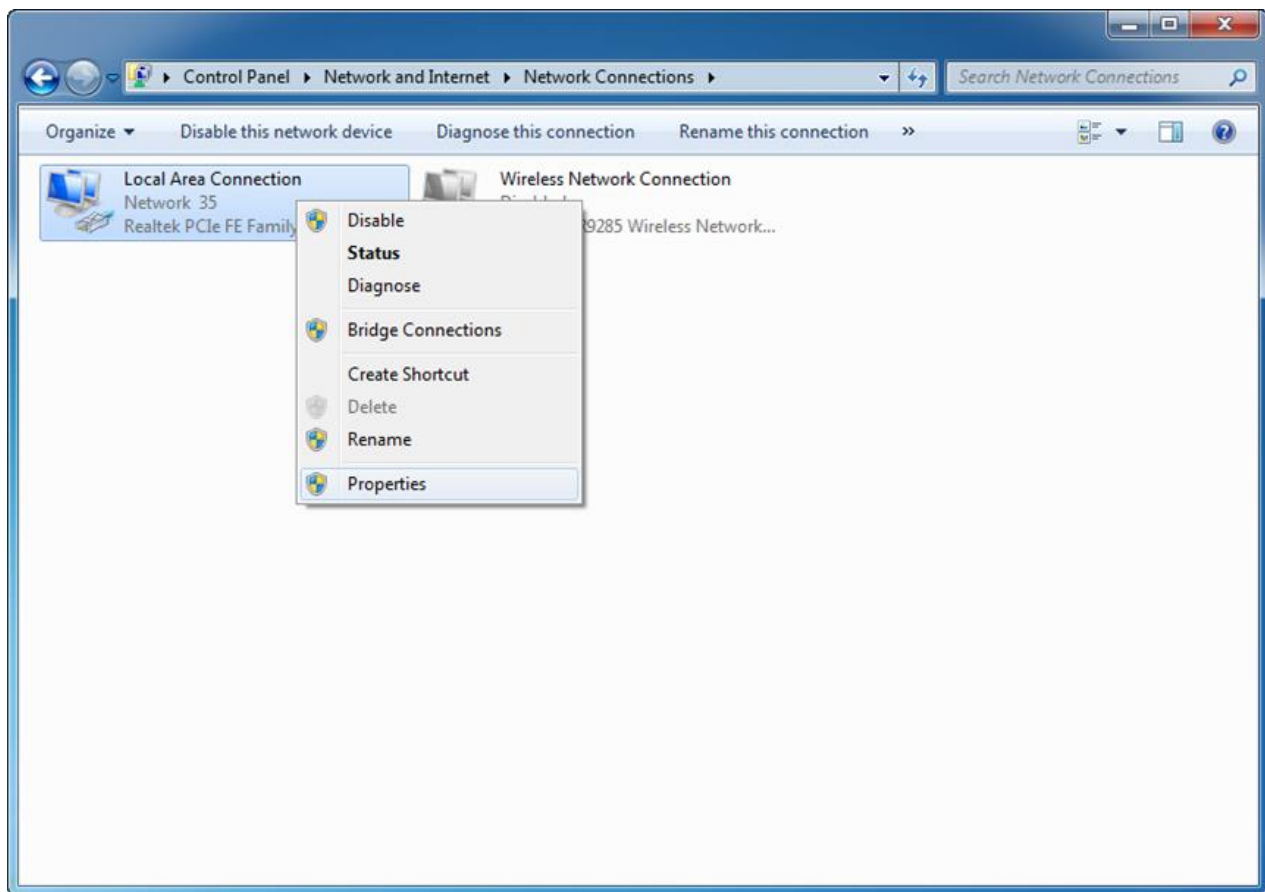 Control Panel Network and Internet Network Connections
Search Network Connections
Organize Disable this network device Diagnose this connection Rename this connection »
Local Area Connection
Network 35
Realtek PCIe FE Family
Wireless Network Connection
9285 Wireless Network...
Disable
Status
Diagnose
Bridge Connections
Create Shortcut
Delete
Rename
Properties